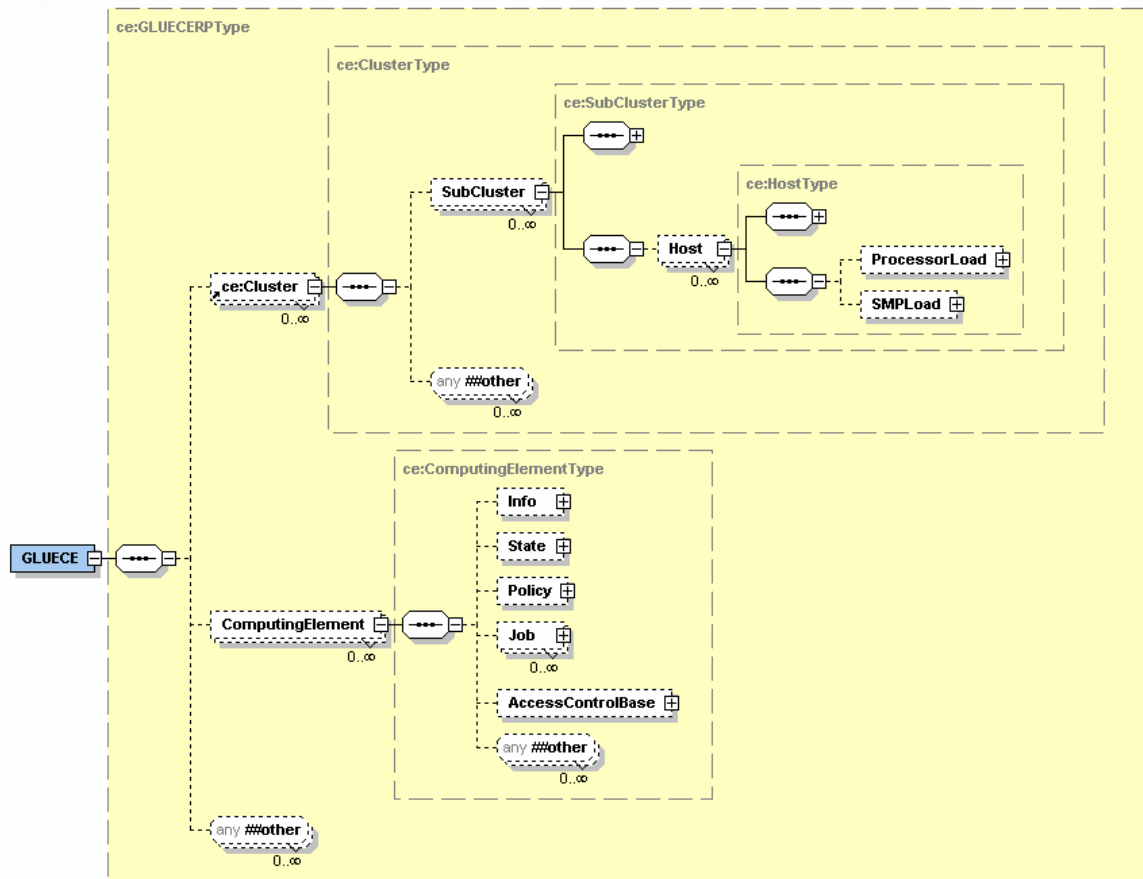 ce:GLUECERPType
ce:ClusterType
ce:SubClusterType
ce:HostType
SubCluster
0..∞
Host
0..∞
ProcessorLoad
SMPLoad
ce:Cluster
0..∞
any ##other
0..∞
ce:ComputingElementType
Info
State
GLUECE
Policy
ComputingElement
0..∞
Job
0..∞
AccessControlBase
any ##other
0..∞
any ##other
0..∞